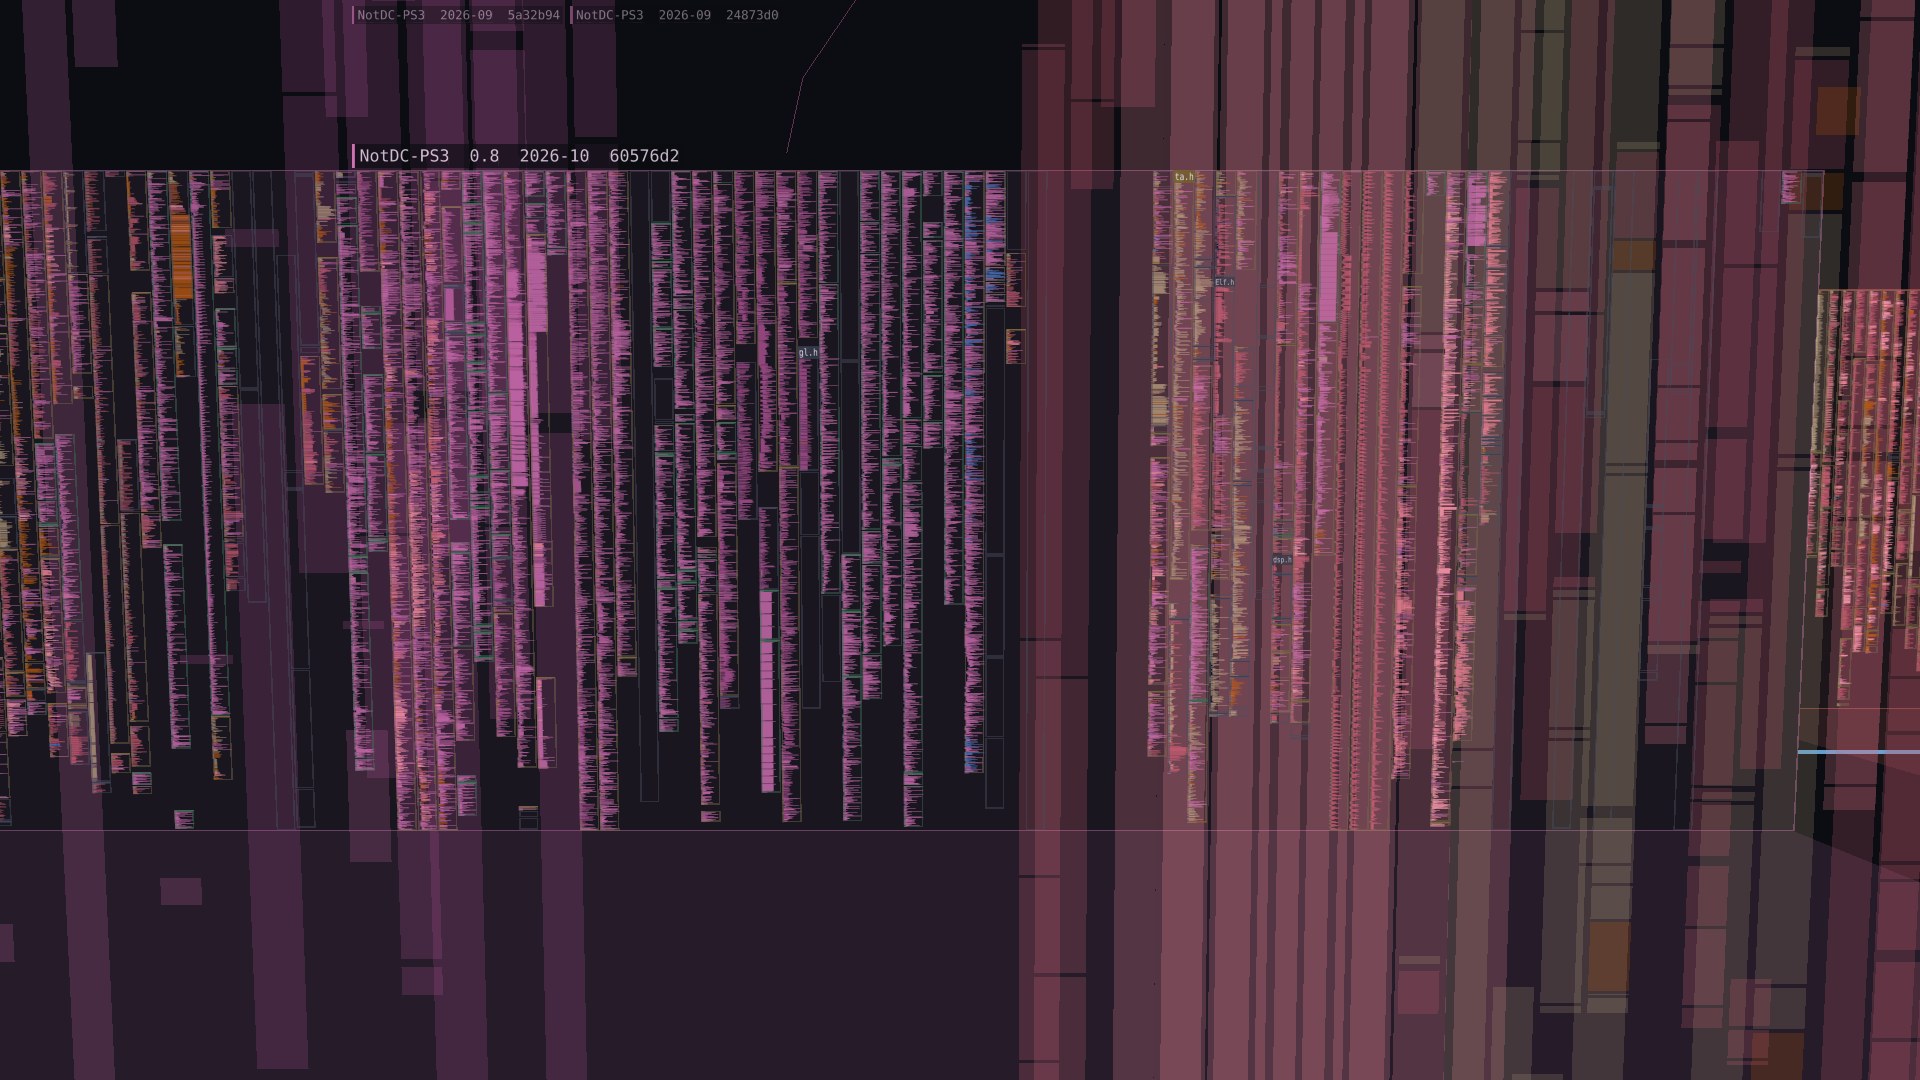 NotDC-PS3 2026-09 5a32b94
NotDC-PS3 2026-09 24873d0
NotDC-PS3 0.8 2026-10 60576d2
ta.h
Elf.h
gl.h
dsp.h